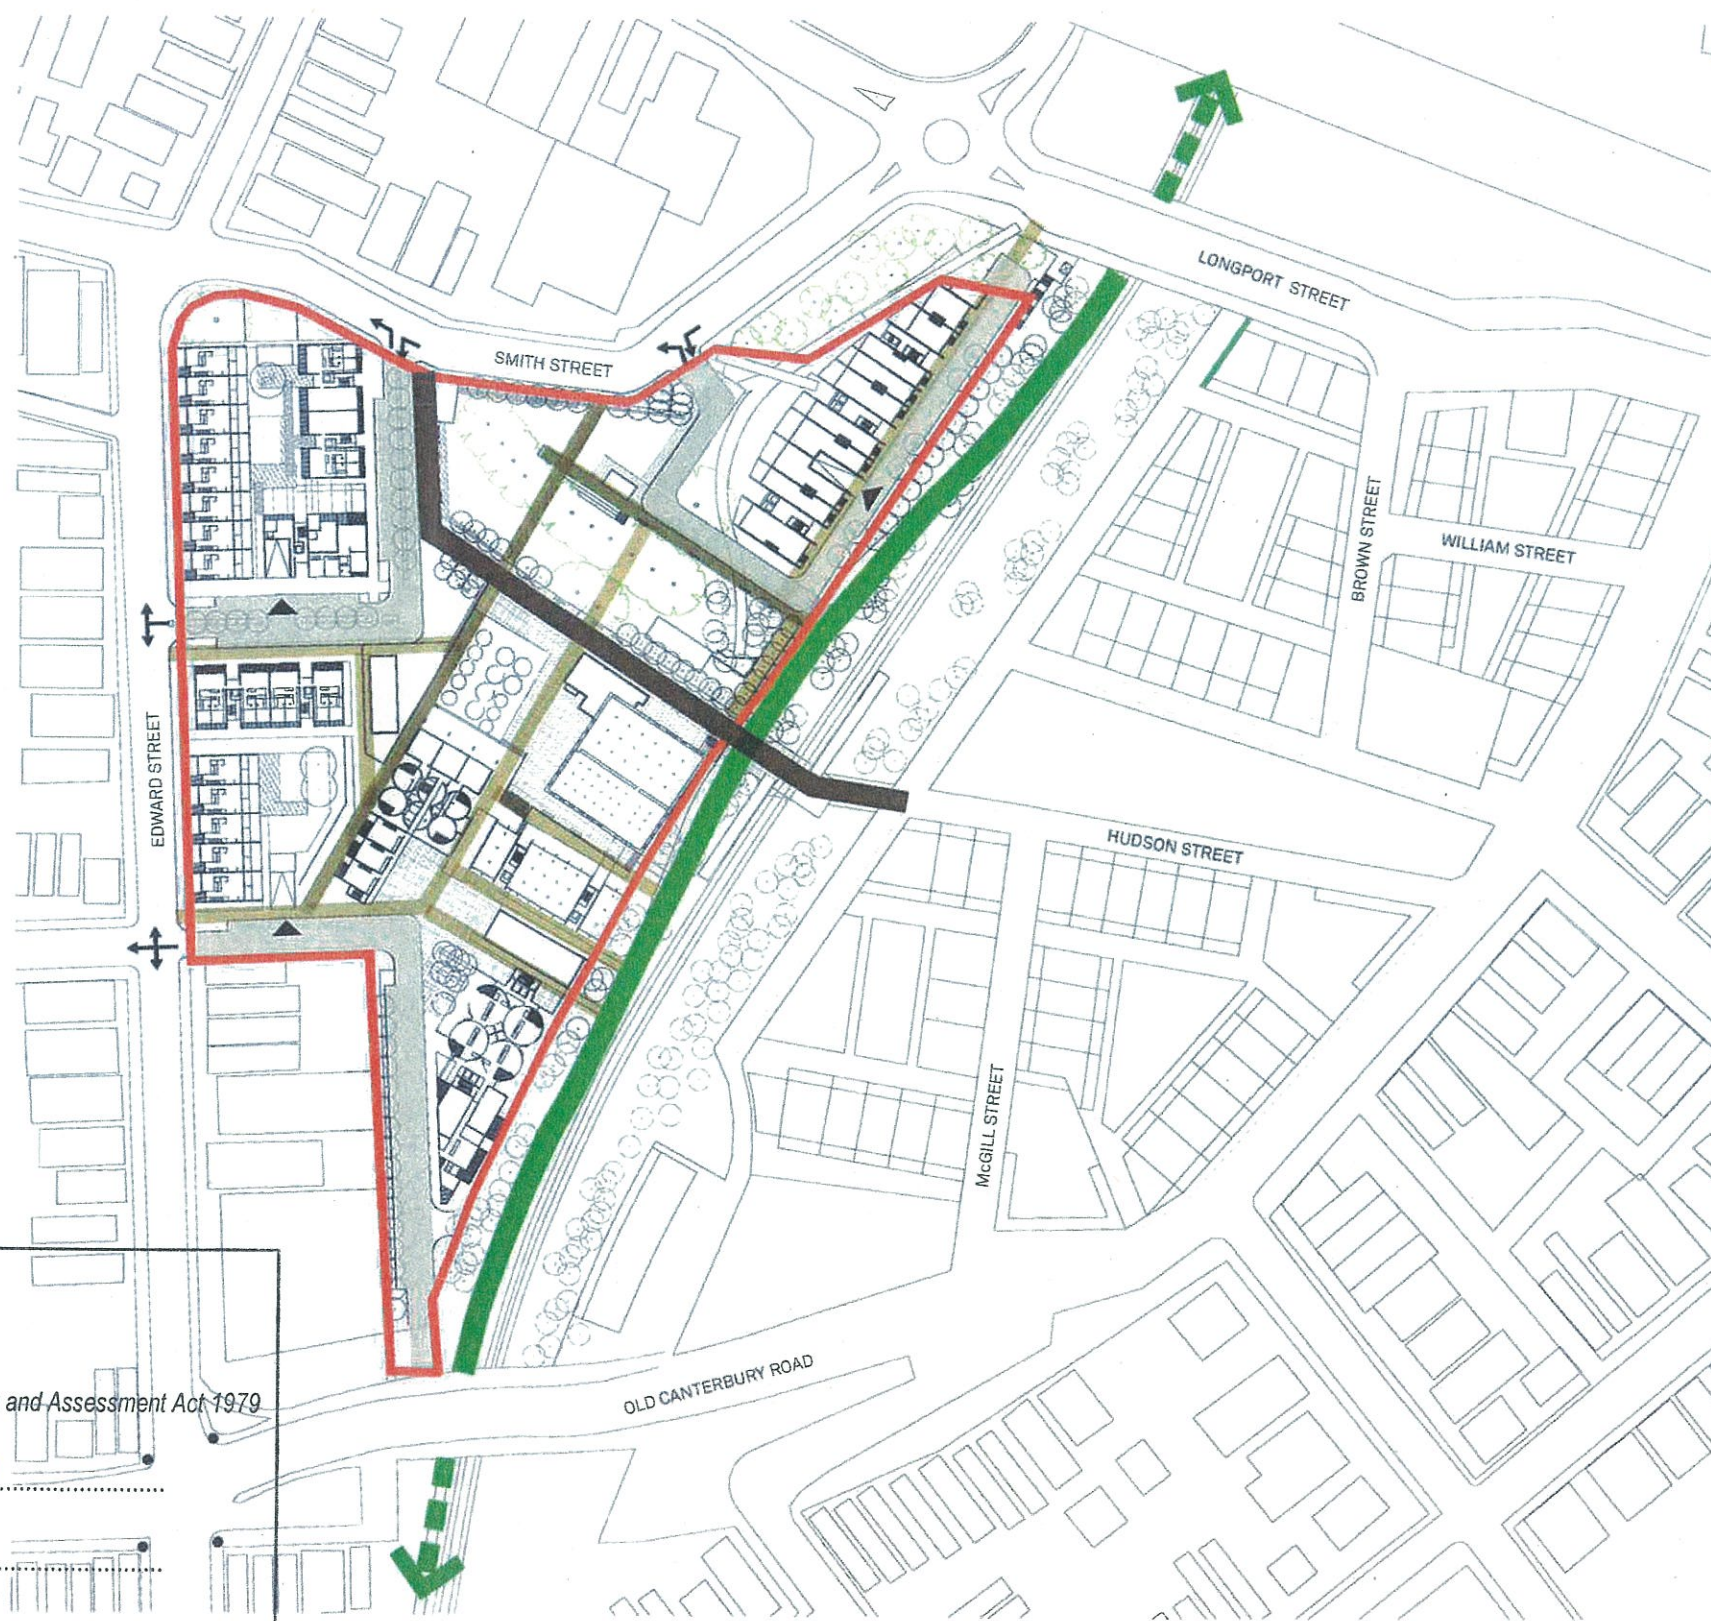 LONGPORT STREET
SMITH STREET
BROWN STREET
WILLIAM STREET
EDWARD STREET
HUDSON STREET
McGILL STREET
OLD CANTERBURY ROAD
and Assessment Act 1979